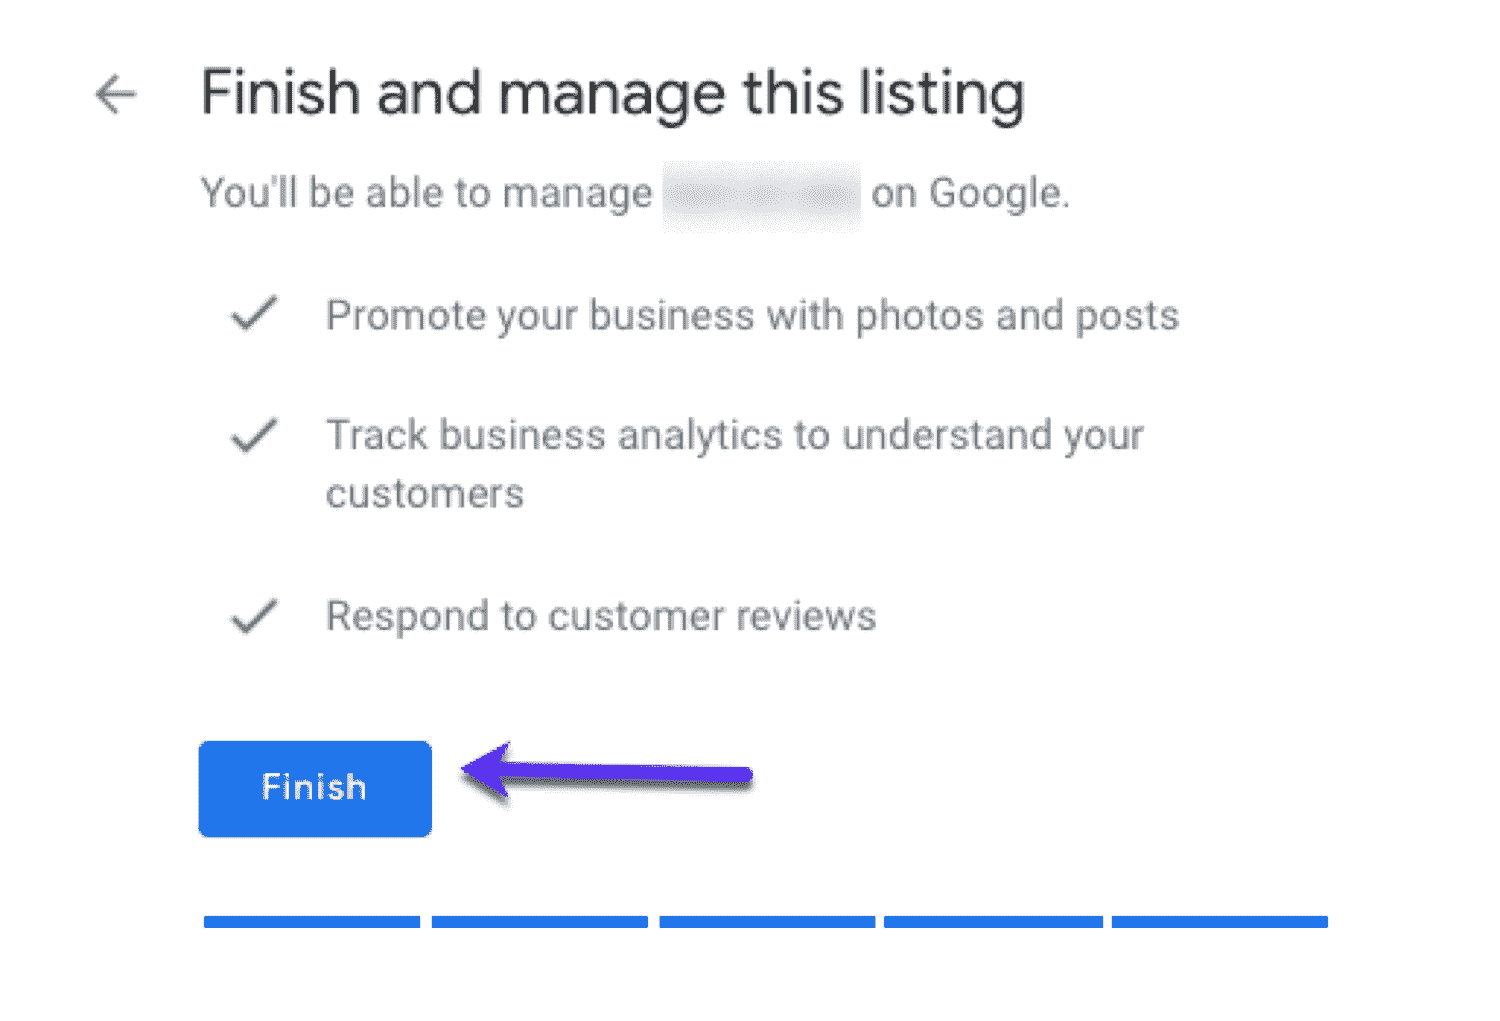 Finish and manage this listing
You'll be able to manage on Google.
Promote your business with photos and posts
Track business analytics to understand your
customers
Respond to customer reviews
Finish